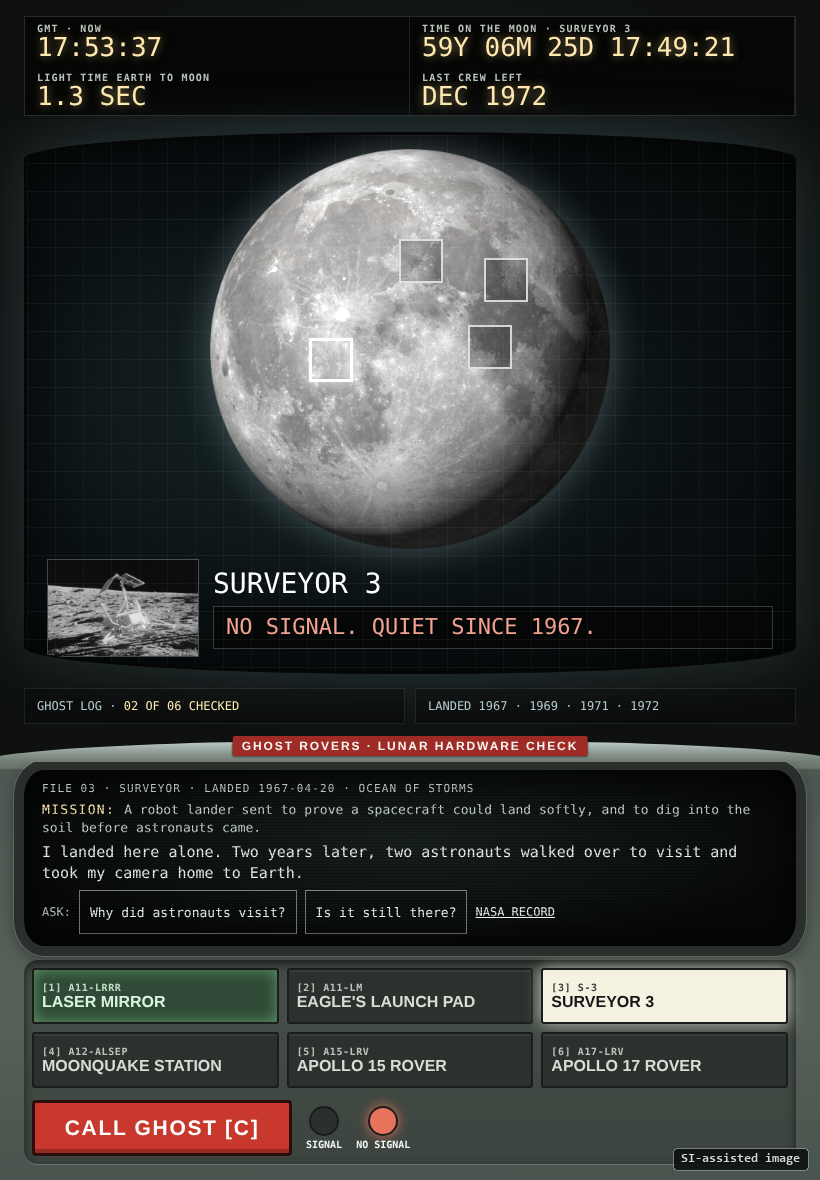 GMT · NOW
17:53:37
LIGHT TIME EARTH TO MOON
1.3 SEC
TIME ON THE MOON · SURVEYOR 3
59Y 06M 25D 17:49:21
LAST CREW LEFT
DEC 1972
SURVEYOR 3
NO SIGNAL. QUIET SINCE 1967.
GHOST LOG · 02 OF 06 CHECKED
LANDED 1967 · 1969 · 1971 · 1972
GHOST ROVERS · LUNAR HARDWARE CHECK
FILE 03 · SURVEYOR · LANDED 1967-04-20 · OCEAN OF STORMS
MISSION: A robot lander sent to prove a spacecraft could land softly, and to dig into the
soil before astronauts came.
I landed here alone. Two years later, two astronauts walked over to visit and
took my camera home to Earth.
ASK: Why did astronauts visit? Is it still there? NASA RECORD
[1] A11-LRRR
LASER MIRROR
[2] A11-LM
EAGLE'S LAUNCH PAD
[3] S-3
SURVEYOR 3
[4] A12-ALSEP
MOONQUAKE STATION
[5] A15-LRV
APOLLO 15 ROVER
[6] A17-LRV
APOLLO 17 ROVER
CALL GHOST [C]
SIGNAL
NO SIGNAL
SI-assisted image